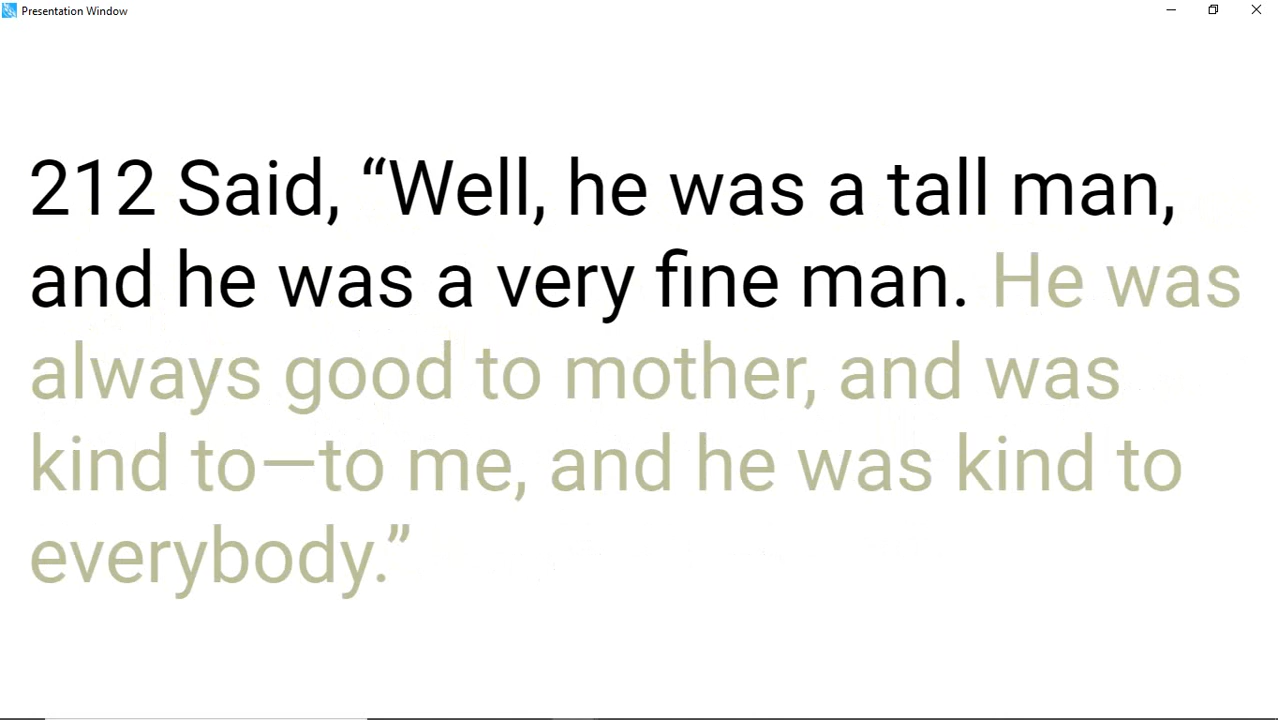 Presentation Window
212 Said, “Well, he was a tall man,
and he was a very fine man. He was
always good to mother, and was
kind to—to me, and he was kind to
everybody.”